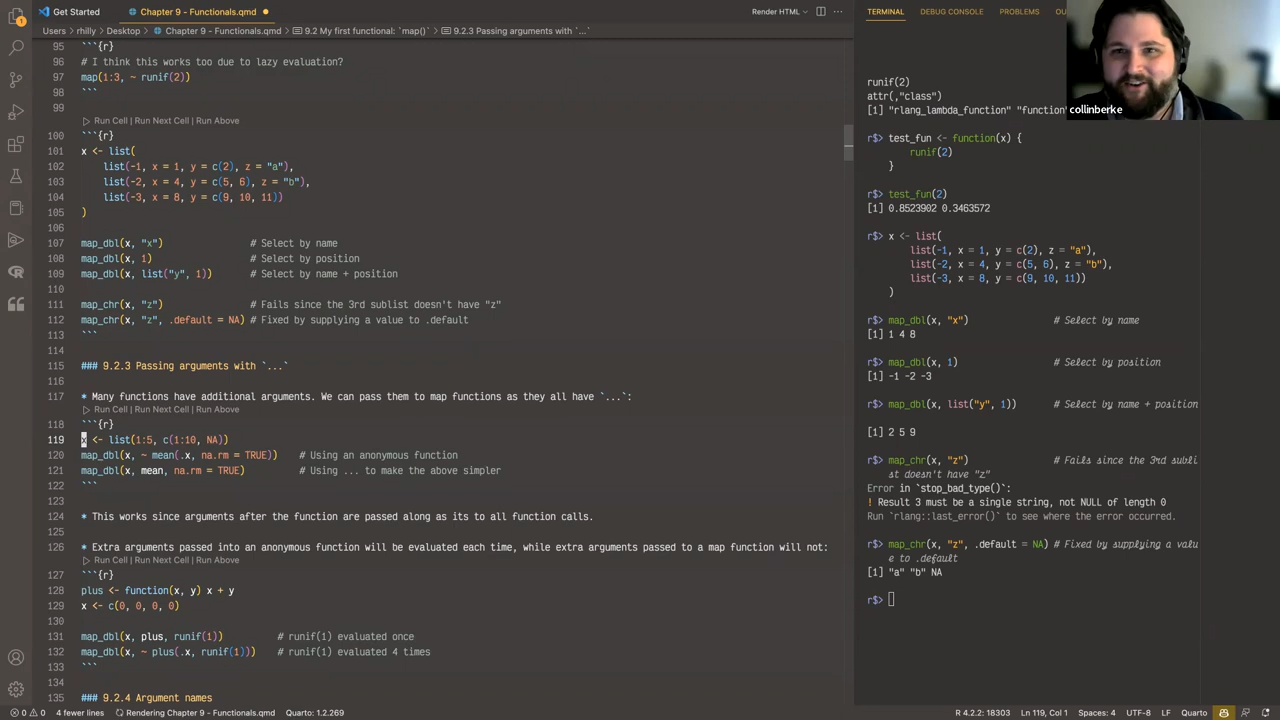 Get Started
Chapter 9 - Functionals.qmd
Render HTML
TERMINAL
DEBUG CONSOLE
PROBLEMS
Users > rhilly > Desktop > Chapter 9 - Functionals.qmd > 9.2 My first functional: `map()` > 9.2.3 Passing arguments with `...`
95 ```{r}
96 # I think this works too due to lazy evaluation?
97 map(1:3, ~ runif(2))
98 ```
99
Run Cell | Run Next Cell | Run Above
100 ```{r}
101 x <- list(
102 list(-1, x = 1, y = c(2), z = "a"),
103 list(-2, x = 4, y = c(5, 6), z = "b"),
104 list(-3, x = 8, y = c(9, 10, 11))
105 )
106
107 map_dbl(x, "x") # Select by name
108 map_dbl(x, 1) # Select by position
109 map_dbl(x, list("y", 1)) # Select by name + position
110
111 map_chr(x, "z") # Fails since the 3rd sublist doesn't have "z"
112 map_chr(x, "z", .default = NA) # Fixed by supplying a value to .default
113 ```
114
115 ### 9.2.3 Passing arguments with `...`
116
117 * Many functions have additional arguments. We can pass them to map functions as they all have `...`:
Run Cell | Run Next Cell | Run Above
118 ```{r}
119 x <- list(1:5, c(1:10, NA))
120 map_dbl(x, ~ mean(.x, na.rm = TRUE)) # Using an anonymous function
121 map_dbl(x, mean, na.rm = TRUE) # Using ... to make the above simpler
122 ```
123
124 * This works since arguments after the function are passed along as its to all function calls.
125
126 * Extra arguments passed into an anonymous function will be evaluated each time, while extra arguments passed to a map function will not:
Run Cell | Run Next Cell | Run Above
127 ```{r}
128 plus <- function(x, y) x + y
129 x <- c(0, 0, 0, 0)
130
131 map_dbl(x, plus, runif(1)) # runif(1) evaluated once
132 map_dbl(x, ~ plus(.x, runif(1))) # runif(1) evaluated 4 times
133 ```
134
135 ### 9.2.4 Argument names
runif(2)
attr(,"class")
[1] "rlang_lambda_function" "function"
r$> test_fun <- function(x) {
runif(2)
}
r$> test_fun(2)
[1] 0.8523902 0.3463572
r$> x <- list(
list(-1, x = 1, y = c(2), z = "a"),
list(-2, x = 4, y = c(5, 6), z = "b"),
list(-3, x = 8, y = c(9, 10, 11))
)
r$> map_dbl(x, "x") # Select by name
[1] 1 4 8
r$> map_dbl(x, 1) # Select by position
[1] -1 -2 -3
r$> map_dbl(x, list("y", 1)) # Select by name + position
[1] 2 5 9
r$> map_chr(x, "z") # Fails since the 3rd subli
st doesn't have "z"
Error in `stop_bad_type()`:
! Result 3 must be a single string, not NULL of length 0
Run `rlang::last_error()` to see where the error occurred.
r$> map_chr(x, "z", .default = NA) # Fixed by supplying a valu
e to .default
[1] "a" "b" NA
r$>
collinberke
0 0 4 fewer lines Rendering Chapter 9 - Functionals.qmd Quarto: 1.2.269
R 4.2.2: 18303 Ln 119, Col 1 Spaces: 4 UTF-8 LF Quarto